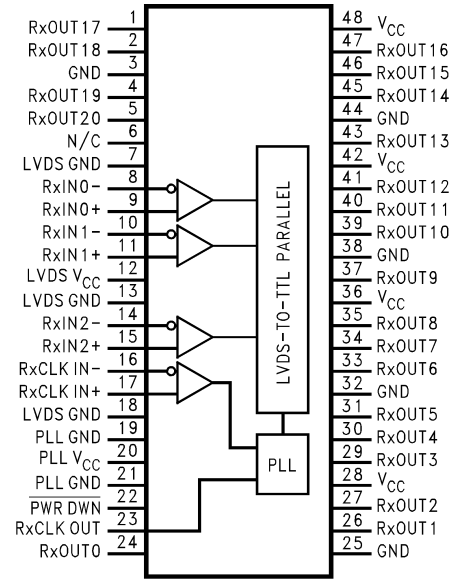 RxOUT17 1
RxOUT18 2
GND 3
RxOUT19 4
RxOUT20 5
N/C 6
LVDS GND 7
RxIN0- 8
RxIN0+ 9
RxIN1- 10
RxIN1+ 11
LVDS VCC 12
LVDS GND 13
RxIN2- 14
RxIN2+ 15
RxCLK IN- 16
RxCLK IN+ 17
LVDS GND 18
PLL GND 19
PLL VCC 20
PLL GND 21
PWR DWN 22
RxCLK OUT 23
RxOUT0 24
LVDS-TO-TTL PARALLEL
PLL
48 VCC
47 RxOUT16
46 RxOUT15
45 RxOUT14
44 GND
43 RxOUT13
42 VCC
41 RxOUT12
40 RxOUT11
39 RxOUT10
38 GND
37 RxOUT9
36 VCC
35 RxOUT8
34 RxOUT7
33 RxOUT6
32 GND
31 RxOUT5
30 RxOUT4
29 RxOUT3
28 VCC
27 RxOUT2
26 RxOUT1
25 GND